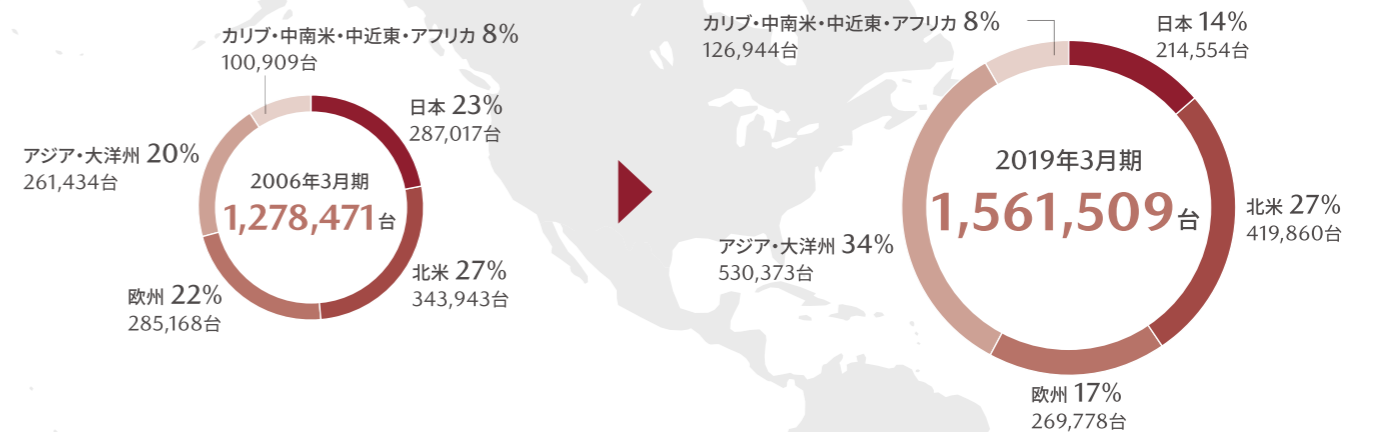 カリブ・中南米・中近東・アフリカ 8%
100,909台
日本 23%
287,017台
アジア・大洋州 20%
261,434台
2006年3月期
1,278,471台
北米 27%
343,943台
欧州 22%
285,168台
カリブ・中南米・中近東・アフリカ 8%
126,944台
日本 14%
214,554台
2019年3月期
1,561,509台
北米 27%
419,860台
アジア・大洋州 34%
530,373台
欧州 17%
269,778台